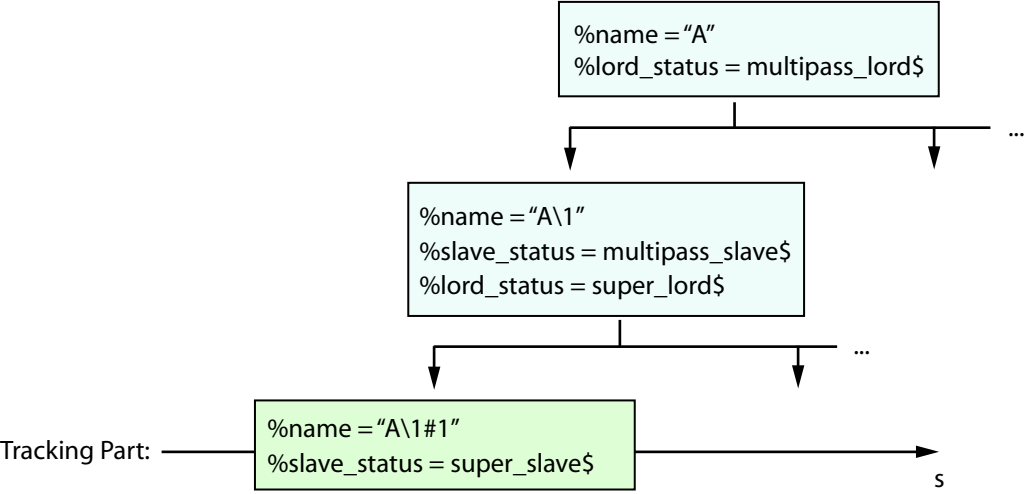 %name = “A”
%lord_status = multipass_lord$
...
%name = “A\1”
%slave_status = multipass_slave$
%lord_status = super_lord$
...
%name = “A\1#1”
Tracking Part:
%slave_status = super_slave$
s